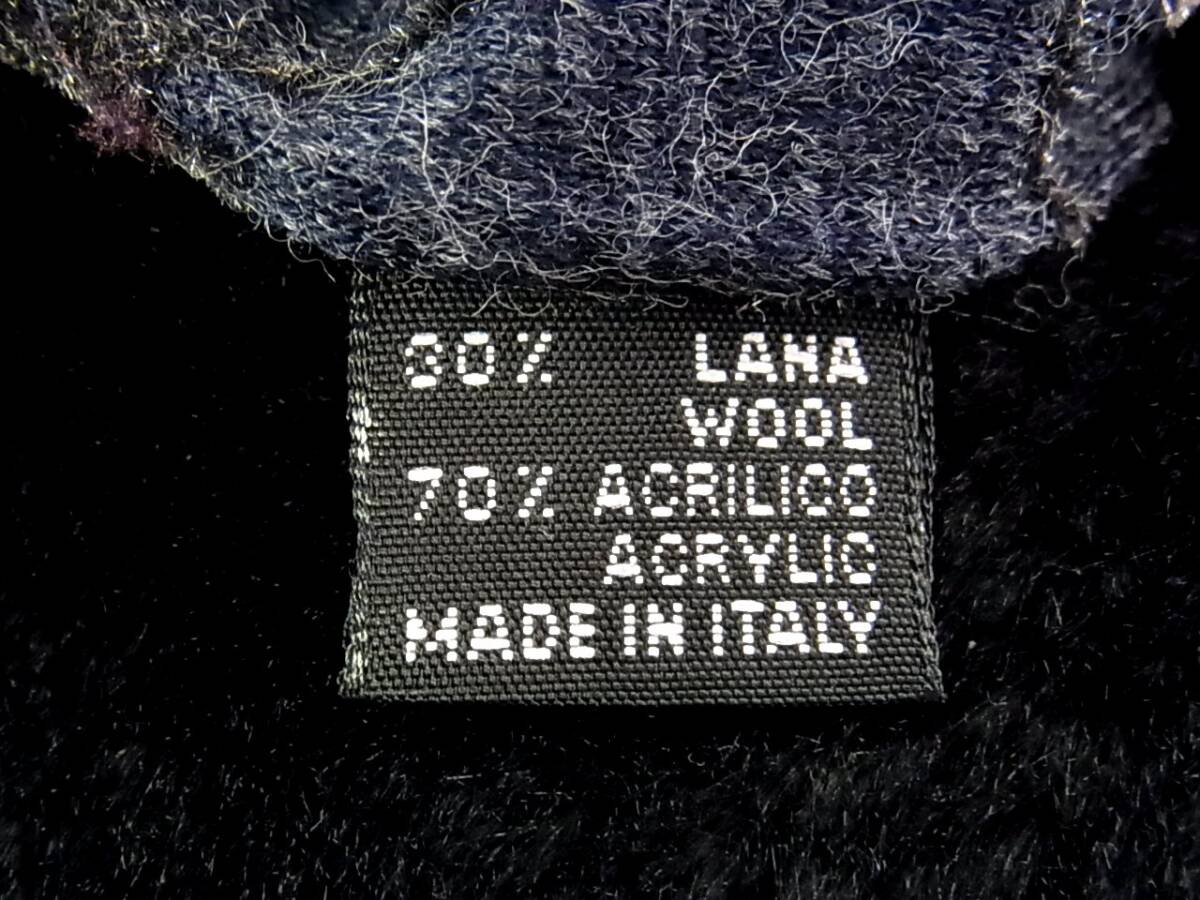 30% LANA
WOOL
70% ACRILICO
ACRYLIC
MADE IN ITALY